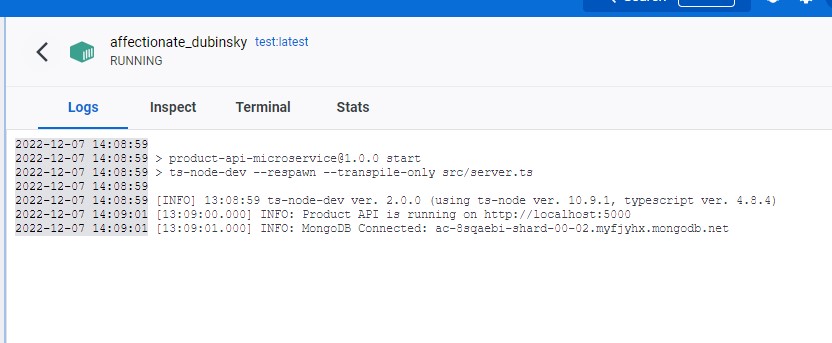 affectionate_dubinsky test:latest
RUNNING
Logs Inspect Terminal Stats
2022-12-07 14:08:59
2022-12-07 14:08:59 > product-api-microservice@1.0.0 start
2022-12-07 14:08:59 > ts-node-dev --respawn --transpile-only src/server.ts
2022-12-07 14:08:59
2022-12-07 14:08:59 [INFO] 13:08:59 ts-node-dev ver. 2.0.0 (using ts-node ver. 10.9.1, typescript ver. 4.8.4)
2022-12-07 14:09:01 [13:09:00.000] INFO: Product API is running on http://localhost:5000
2022-12-07 14:09:01 [13:09:01.000] INFO: MongoDB Connected: ac-8sqaebi-shard-00-02.myfjyhx.mongodb.net